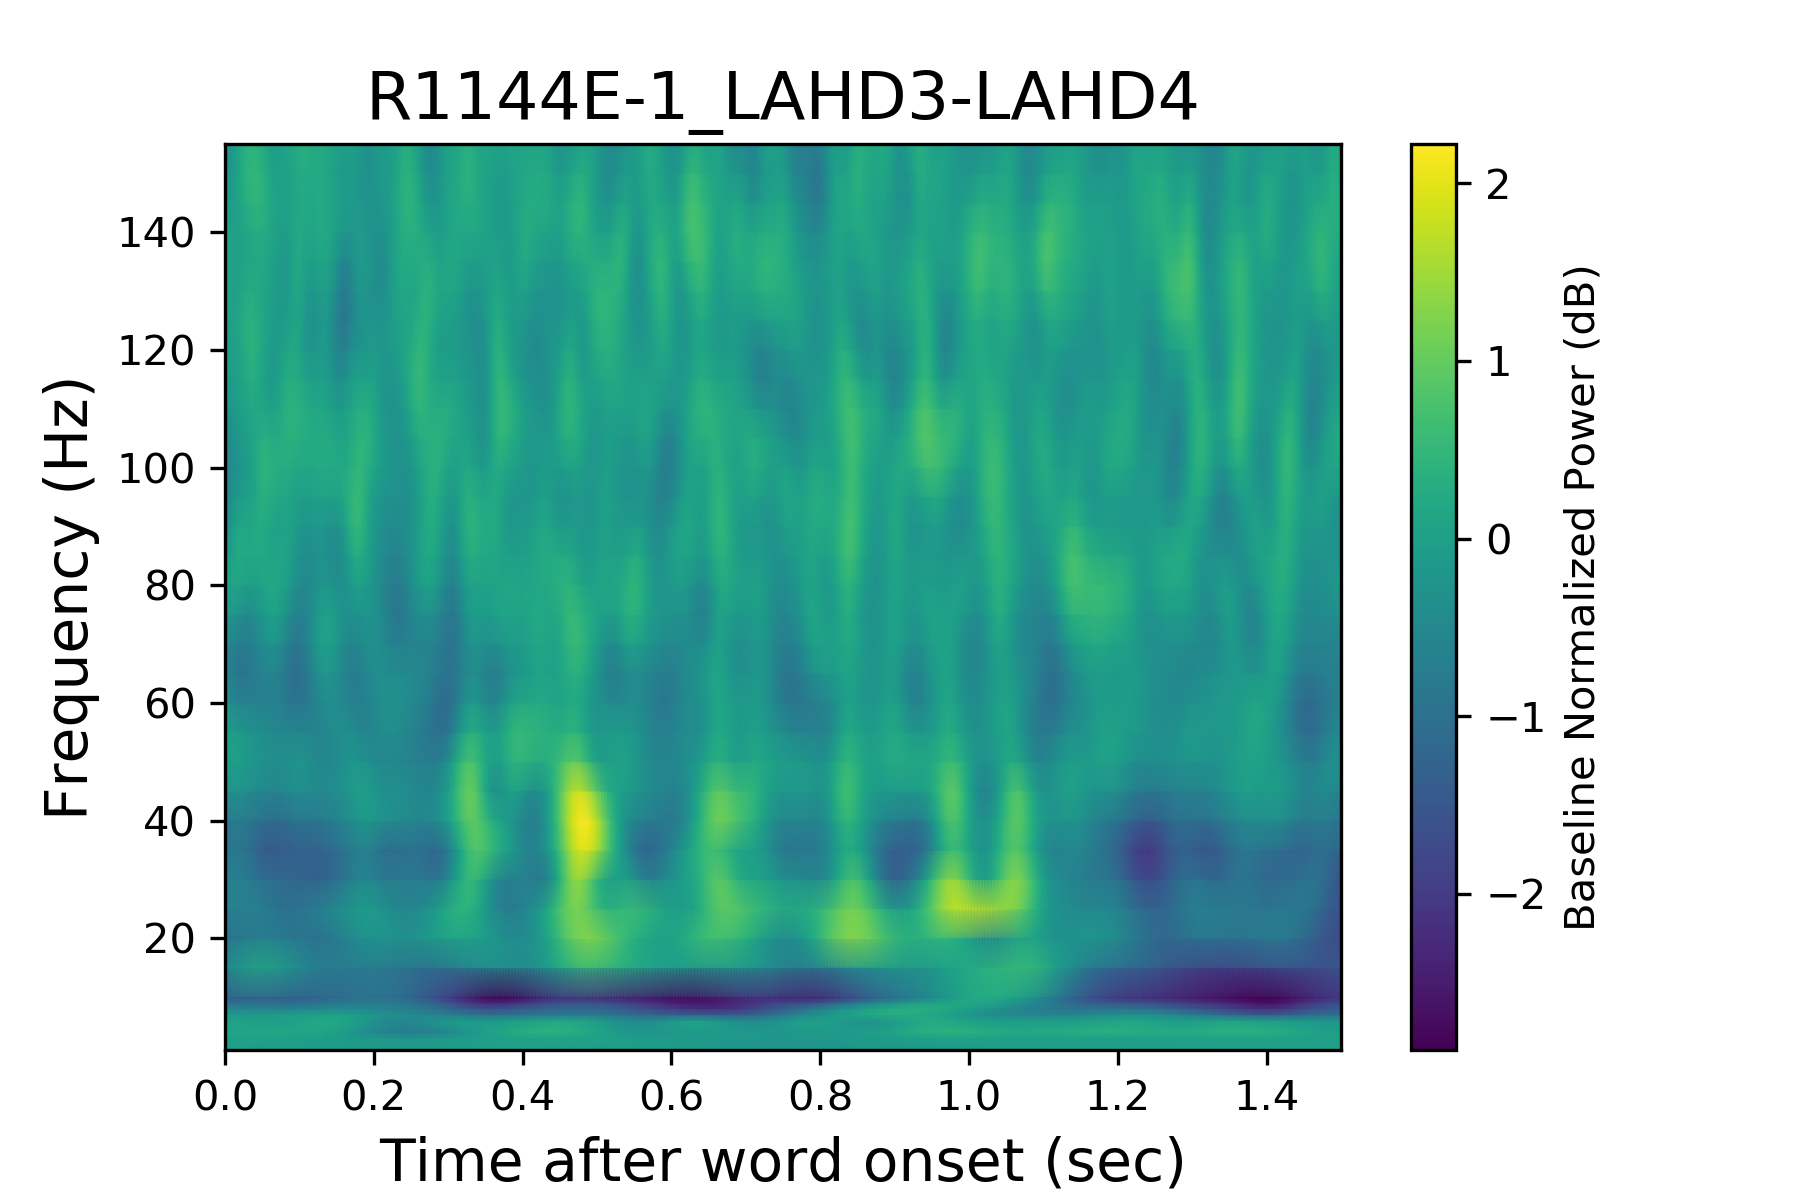 R1144E-1_LAHD3-LAHD4
Frequency (Hz)
140
120
100
80
60
40
20
0.0 0.2 0.4 0.6 0.8 1.0 1.2 1.4
Time after word onset (sec)
2
1
0
−1
−2
Baseline Normalized Power (dB)